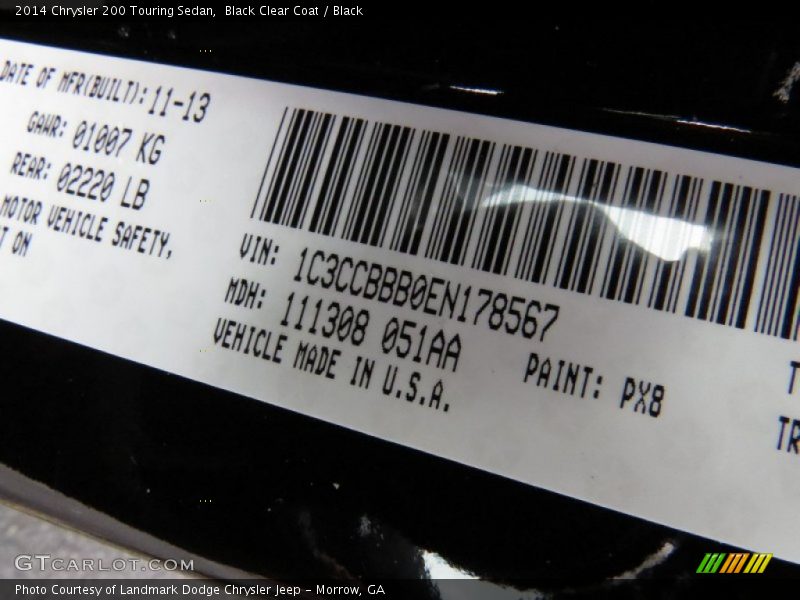 2014 Chrysler 200 Touring Sedan,  Black Clear Coat / Black
DATE OF MFR(BUILT): 11-13
GAWR: 01007 KG
REAR: 02220 LB
MOTOR VEHICLE SAFETY,
ON
VIN: 1C3CCBBB0EN178567
MDH: 111308 051AA
PAINT: PX8
VEHICLE MADE IN U.S.A.
GTCARLOT.COM
Photo Courtesy of Landmark Dodge Chrysler Jeep - Morrow, GA